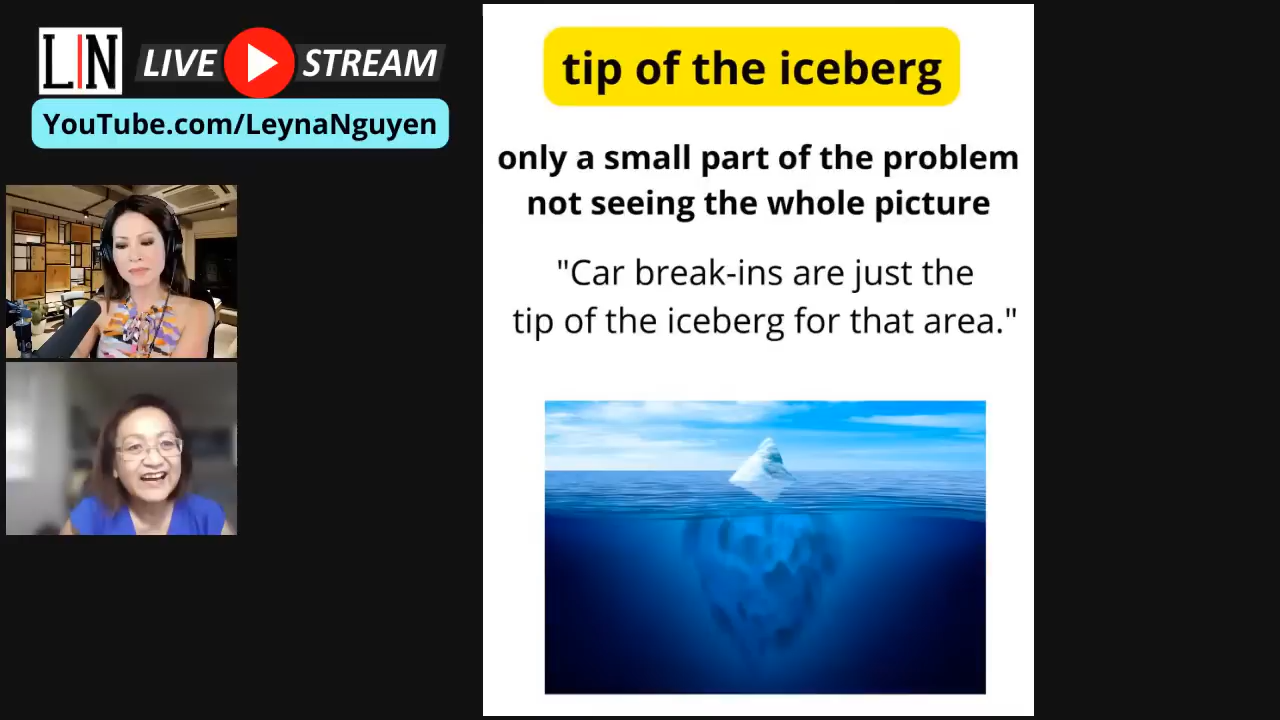 LIN LIVE STREAM
YouTube.com/LeynaNguyen
tip of the iceberg
only a small part of the problem
not seeing the whole picture
"Car break-ins are just the
tip of the iceberg for that area."